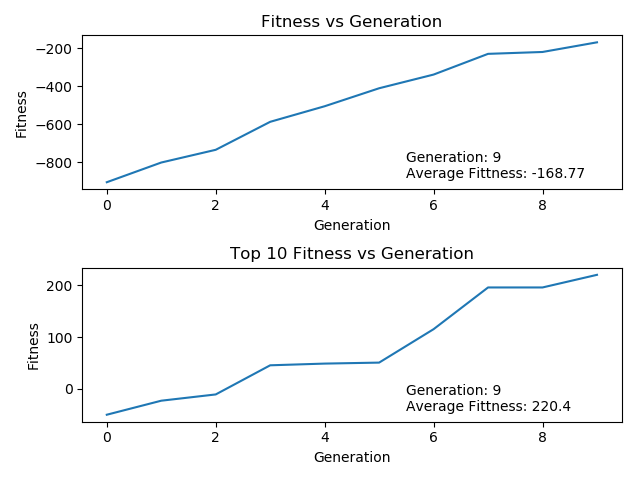 Fitness vs Generation
−200
−400
−600
−800
Fitness
Generation: 9
Average Fittness: -168.77
0 2 4 6 8
Generation
Top 10 Fitness vs Generation
200
100
0
Fitness
Generation: 9
Average Fittness: 220.4
0 2 4 6 8
Generation